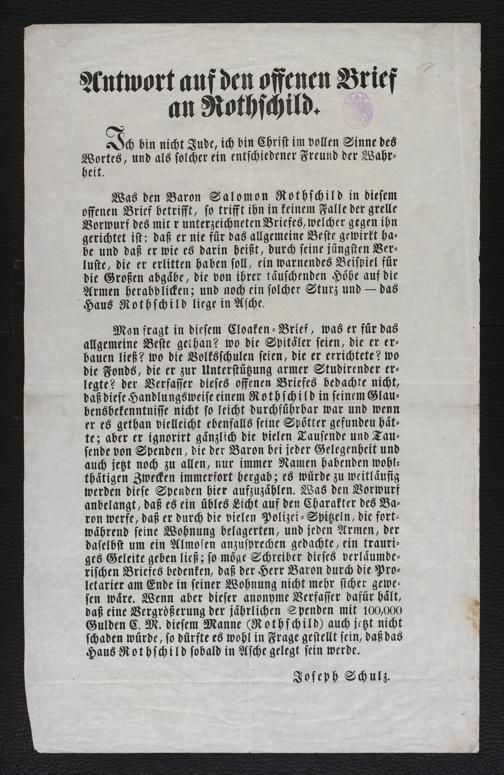 Antwort auf den offenen Brief
an Rothschild.
Ich bin nicht Jude, ich bin Christ im vollen Sinne des
Wortes, und als solcher ein entschiedener Freund der Wahr-
heit.
Was den Baron Salomon Rothschild in diesem
offenen Brief betrifft, so trifft ihn in keinem Falle der grelle
Vorwurf des mit r unterzeichneten Briefes, welcher gegen ihn
gerichtet ist: daß er nie für das allgemeine Beste gewirkt ha-
be und daß er wie es darin heißt, durch seine jüngsten Ver-
luste, die er erlitten haben soll, ein warnendes Beispiel für
die Großen abgäbe, die von ihrer täuschenden Höhe auf die
Armen herabblicken; und noch ein solcher Sturz und — das
Haus Rothschild liege in Asche.
Man fragt in diesem Cloaken-Brief, was er für das
allgemeine Beste gethan? wo die Spitäler seien, die er er-
bauen ließ? wo die Volksschulen seien, die er errichtete? wo
die Fonds, die er zur Unterstützung armer Studirender er-
legte? der Verfasser dieses offenen Briefes bedachte nicht,
daß diese Handlungsweise einem Rothschild in seinem Glau-
bensbekenntnisse nicht so leicht durchführbar war und wenn
er es gethan vielleicht ebenfalls seine Spötter gefunden hät-
te; aber er ignorirt gänzlich die vielen Tausende und Tau-
sende von Spenden, die der Baron bei jeder Gelegenheit und
auch jetzt noch zu allen, nur immer Namen habenden wohl-
thätigen Zwecken immerfort hergab; es würde zu weitläufig
werden diese Spenden hier aufzuzählen. Was den Vorwurf
anbelangt, daß es ein übles Licht auf den Charakter des Ba-
ron werfe, daß er durch die vielen Polizei-Spitzeln, die fort-
während seine Wohnung belagerten, und jeden Armen, der
daselbst um ein Almosen anzusprechen gedachte, ein trauri-
ges Geleite geben ließ; so möge Schreiber dieses verläumde-
rischen Briefes bedenken, daß der Herr Baron durch die Pro-
letarier am Ende in seiner Wohnung nicht mehr sicher gewe-
sen wäre. Wenn aber dieser anonyme Verfasser dafür hält,
daß eine Vergrößerung der jährlichen Spenden mit 100,000
Gulden C. M. diesem Manne (Rothschild) auch jetzt nicht
schaden würde, so dürfte es wohl in Frage gestellt sein, daß das
Haus Rothschild sobald in Asche gelegt sein werde.
Joseph Schulz.